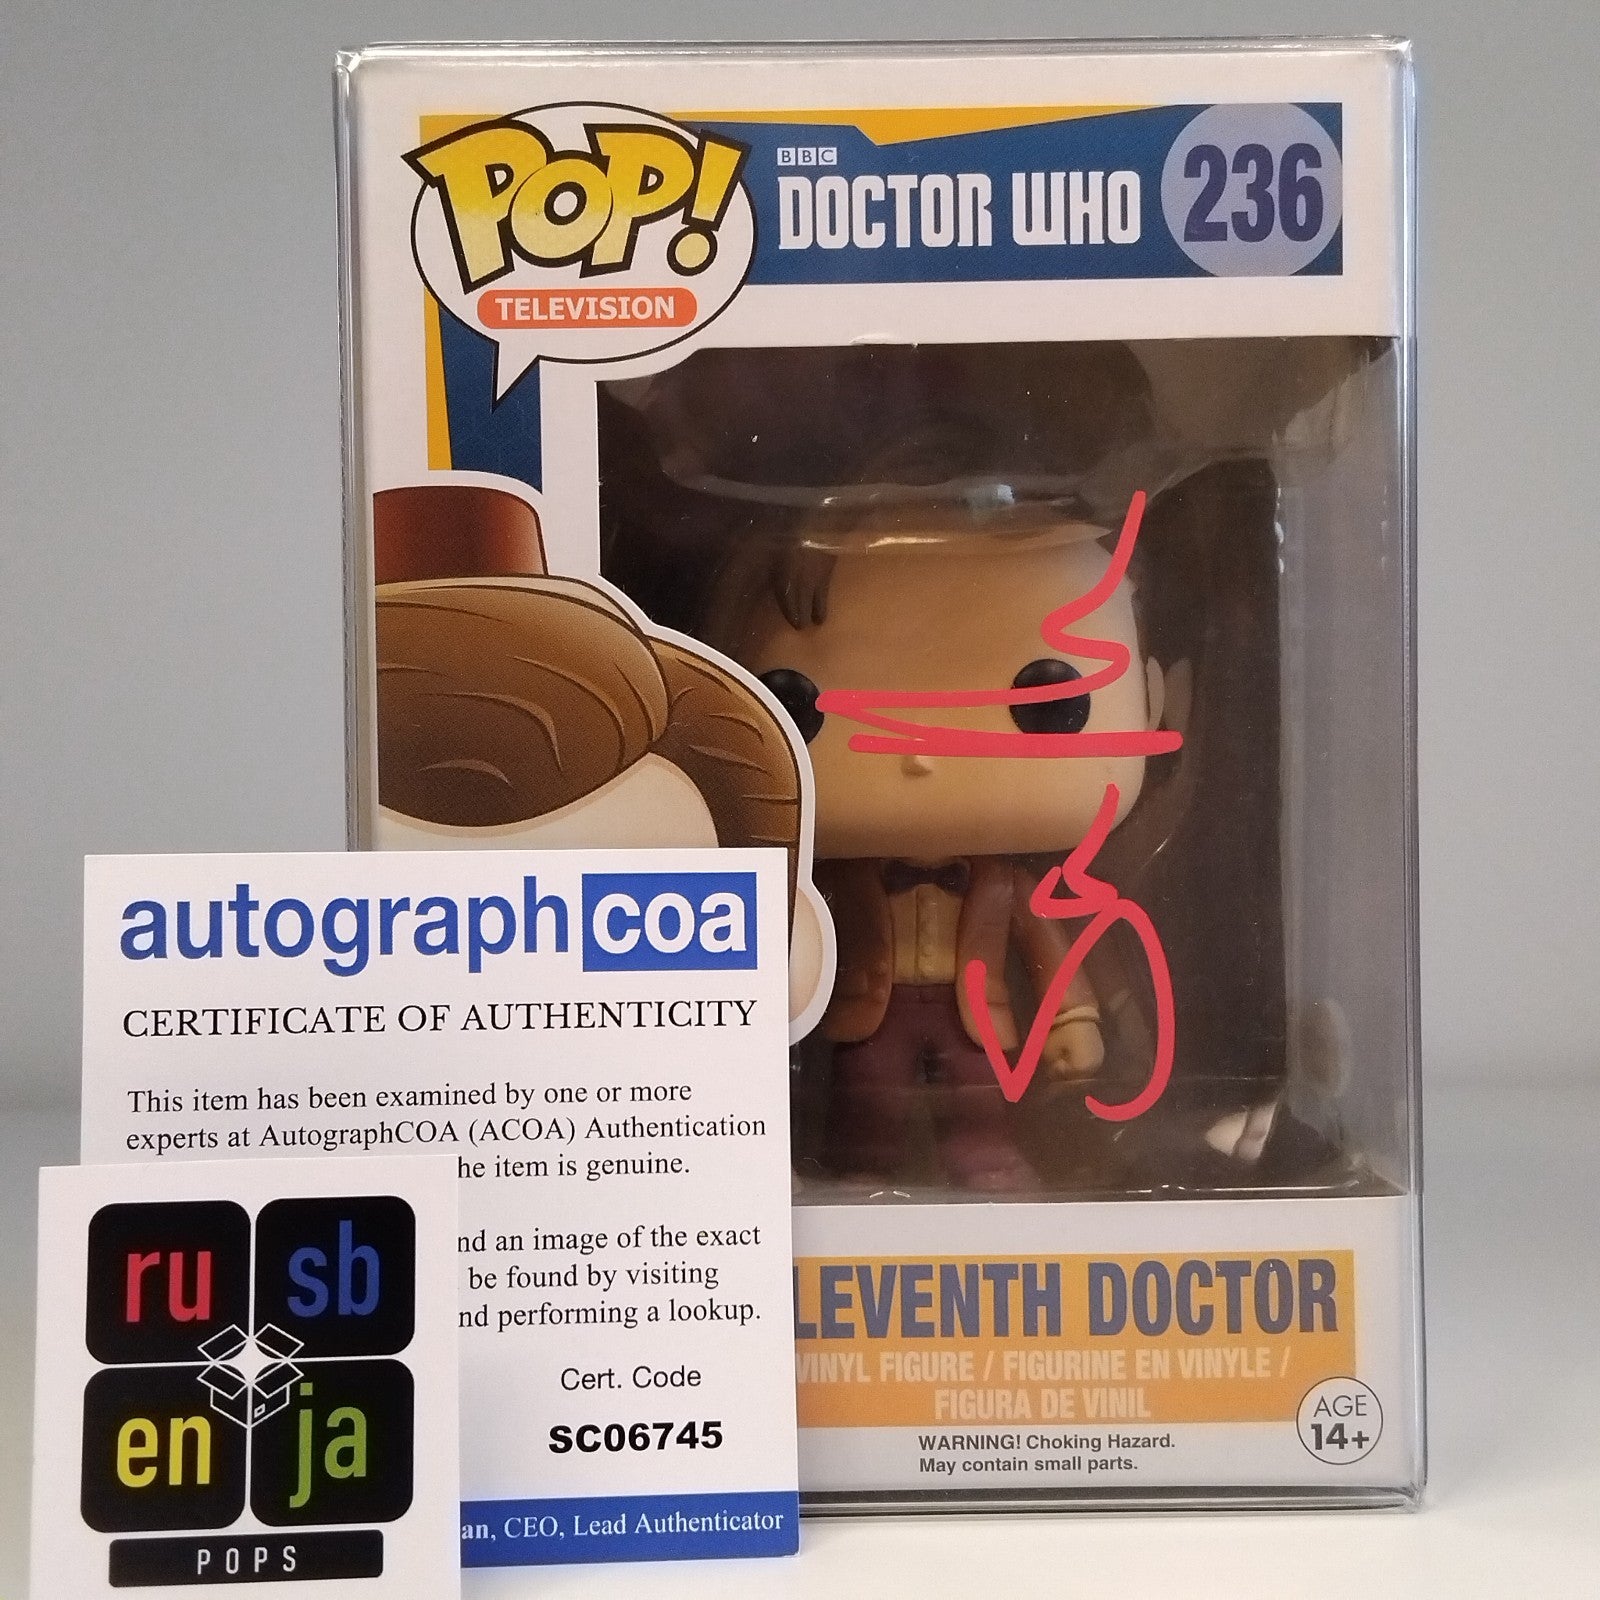 POP!
TELEVISION
BBC
DOCTOR WHO
236
autograph coa
CERTIFICATE OF AUTHENTICITY
This item has been examined by one or more
experts at AutographCOA (ACOA) Authentication
he item is genuine.
nd an image of the exact
be found by visiting
nd performing a lookup.
Cert. Code
SC06745
an, CEO, Lead Authenticator
ru sb
en ja
POPS
LEVENTH DOCTOR
VINYL FIGURE / FIGURINE EN VINYLE /
FIGURA DE VINIL
WARNING! Choking Hazard.
May contain small parts.
AGE
14+